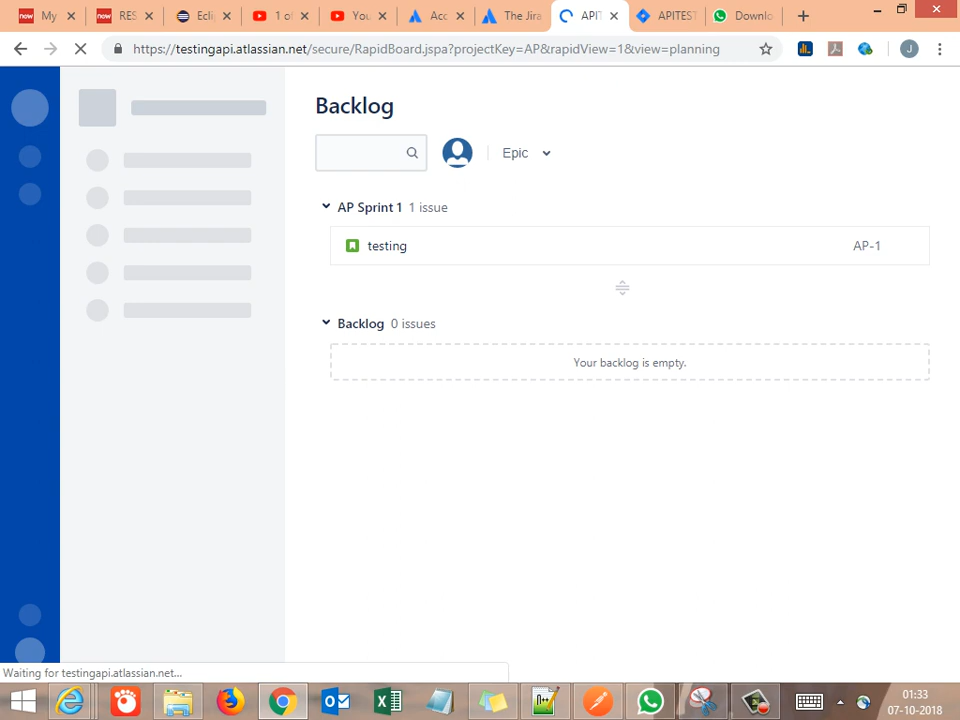 now My
now RES
Ecli
1 of
You
Acc
The Jira
API
APITEST
Downlo
https://testingapi.atlassian.net/secure/RapidBoard.jspa?projectKey=AP&rapidView=1&view=planning
J
Backlog
Epic
AP Sprint 1 1 issue
testing AP-1
Backlog 0 issues
Your backlog is empty.
Waiting for testingapi.atlassian.net...
01:33
07-10-2018